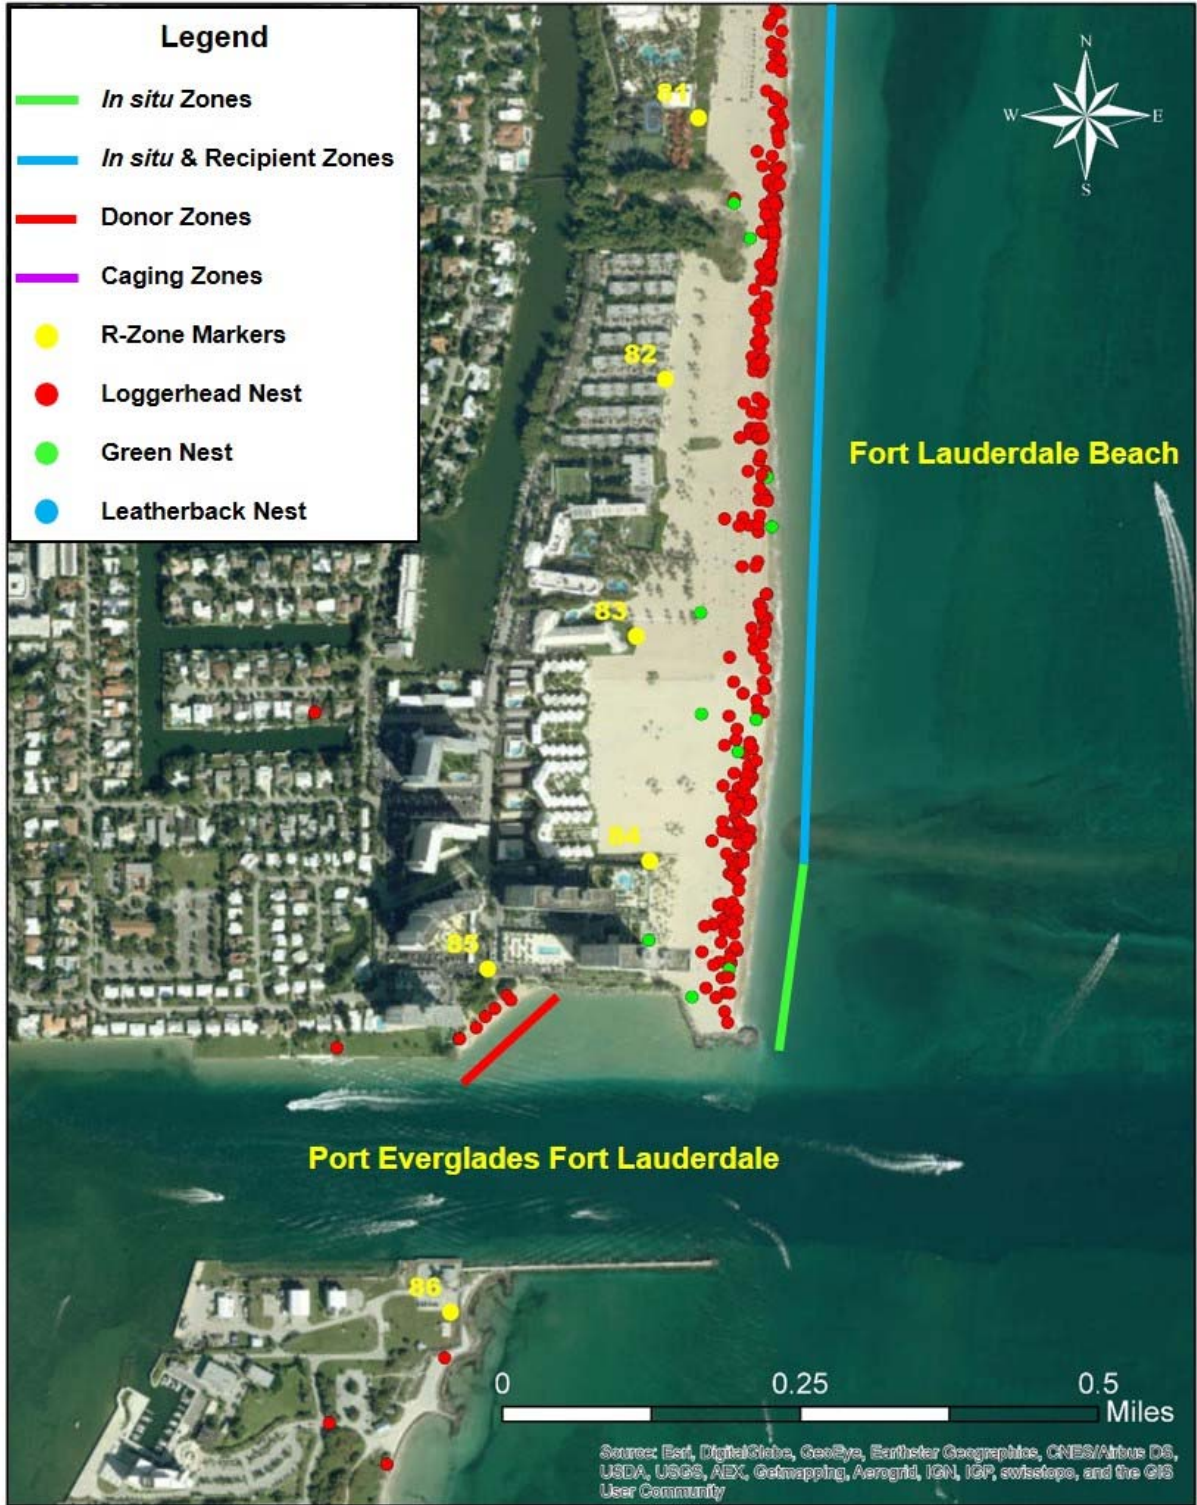 Legend
In situ Zones
In situ & Recipient Zones
Donor Zones
Caging Zones
R-Zone Markers
Loggerhead Nest
Green Nest
Leatherback Nest
N
W E
S
81
82
Fort Lauderdale Beach
83
84
85
Port Everglades Fort Lauderdale
86
0 0.25 0.5
Miles
Source: Esri, DigitalGlobe, GeoEye, Earthstar Geographics, CNES/Airbus DS,
USDA, USGS, AEX, Getmapping, Aerogrid, IGN, IGP, swisstopo, and the GIS
User Community